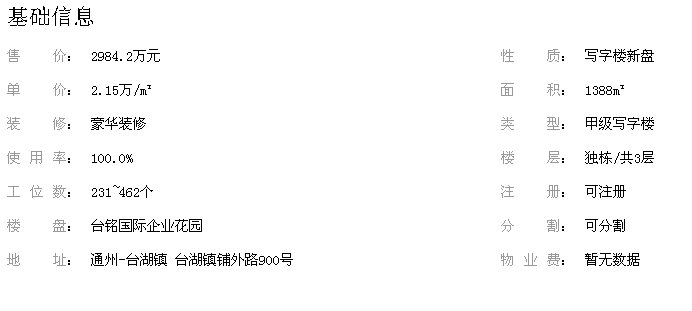 基础信息
售价： 2984.2万元 性质： 写字楼新盘
单价： 2.15万/㎡ 面积： 1388㎡
装修： 豪华装修 类型： 甲级写字楼
使用率： 100.0% 楼层： 独栋/共3层
工位数： 231~462个 注册： 可注册
楼盘： 台铭国际企业花园 分割： 可分割
地址： 通州-台湖镇 台湖镇铺外路900号 物业费： 暂无数据